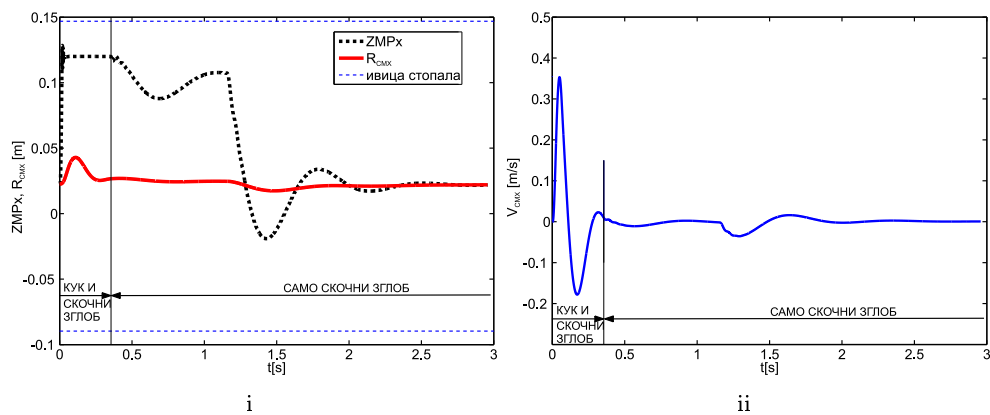 0.15
0.1
0.05
0
-0.05
-0.1
ZMPx, R_CMX [m]
ZMPx
R_CMX
ивица стопала
КУК И
СКОЧНИ
ЗГЛОБ
САМО СКОЧНИ ЗГЛОБ
0 0.5 1 1.5 2 2.5 3
t[s]
i
0.5
0.4
0.3
0.2
0.1
0
-0.1
-0.2
V_CMX [m/s]
КУК И
СКОЧНИ
ЗГЛОБ
САМО СКОЧНИ ЗГЛОБ
0 0.5 1 1.5 2 2.5 3
t[s]
ii